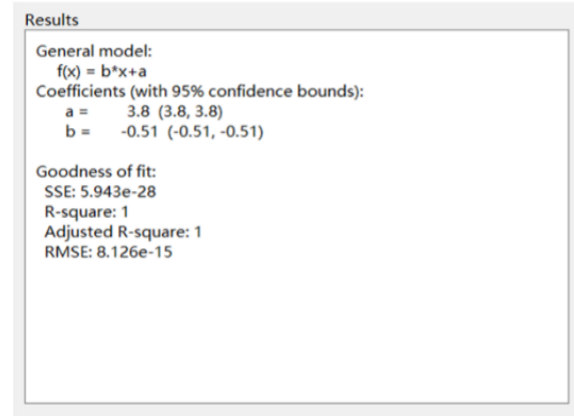 Results
General model:
f(x) = b*x+a
Coefficients (with 95% confidence bounds):
a = 3.8 (3.8, 3.8)
b = -0.51 (-0.51, -0.51)
Goodness of fit:
SSE: 5.943e-28
R-square: 1
Adjusted R-square: 1
RMSE: 8.126e-15